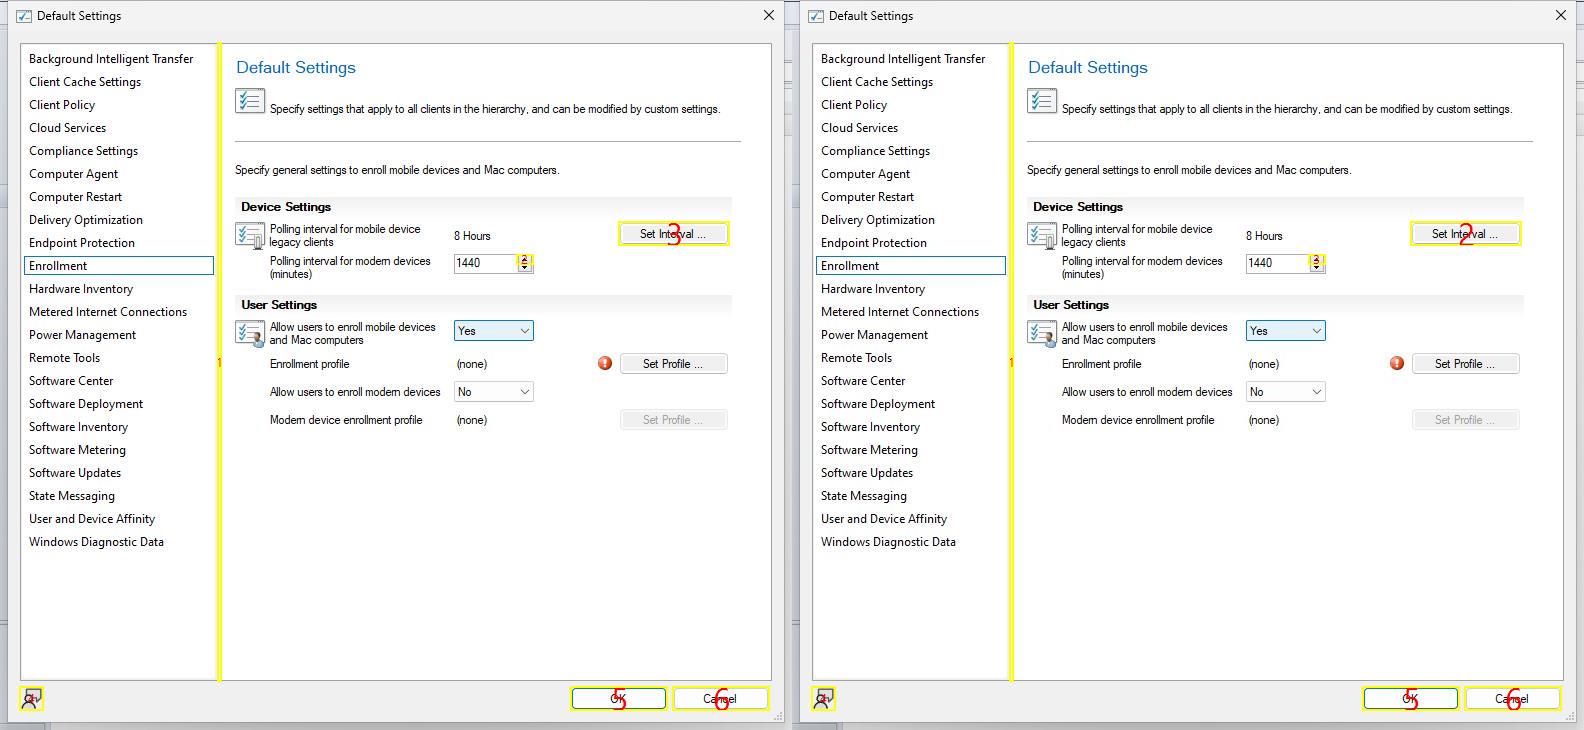 Default Settings
Background Intelligent Transfer
Client Cache Settings
Client Policy
Cloud Services
Compliance Settings
Computer Agent
Computer Restart
Delivery Optimization
Endpoint Protection
Enrollment
Hardware Inventory
Metered Internet Connections
Power Management
Remote Tools
Software Center
Software Deployment
Software Inventory
Software Metering
Software Updates
State Messaging
User and Device Affinity
Windows Diagnostic Data
1
Default Settings
Specify settings that apply to all clients in the hierarchy, and can be modified by custom settings.
Specify general settings to enroll mobile devices and Mac computers.
Device Settings
Polling interval for mobile device
legacy clients
8 Hours
Set Interval ...
3
Polling interval for modern devices
(minutes)
1440
2
User Settings
Allow users to enroll mobile devices
and Mac computers
Yes
Enrollment profile
(none)
Set Profile ...
Allow users to enroll modern devices
No
Modern device enrollment profile
(none)
Set Profile ...
OK
5
Cancel
6
Default Settings
Background Intelligent Transfer
Client Cache Settings
Client Policy
Cloud Services
Compliance Settings
Computer Agent
Computer Restart
Delivery Optimization
Endpoint Protection
Enrollment
Hardware Inventory
Metered Internet Connections
Power Management
Remote Tools
Software Center
Software Deployment
Software Inventory
Software Metering
Software Updates
State Messaging
User and Device Affinity
Windows Diagnostic Data
1
Default Settings
Specify settings that apply to all clients in the hierarchy, and can be modified by custom settings.
Specify general settings to enroll mobile devices and Mac computers.
Device Settings
Polling interval for mobile device
legacy clients
8 Hours
Set Interval ...
2
Polling interval for modern devices
(minutes)
1440
3
User Settings
Allow users to enroll mobile devices
and Mac computers
Yes
Enrollment profile
(none)
Set Profile ...
Allow users to enroll modern devices
No
Modern device enrollment profile
(none)
Set Profile ...
OK
5
Cancel
6